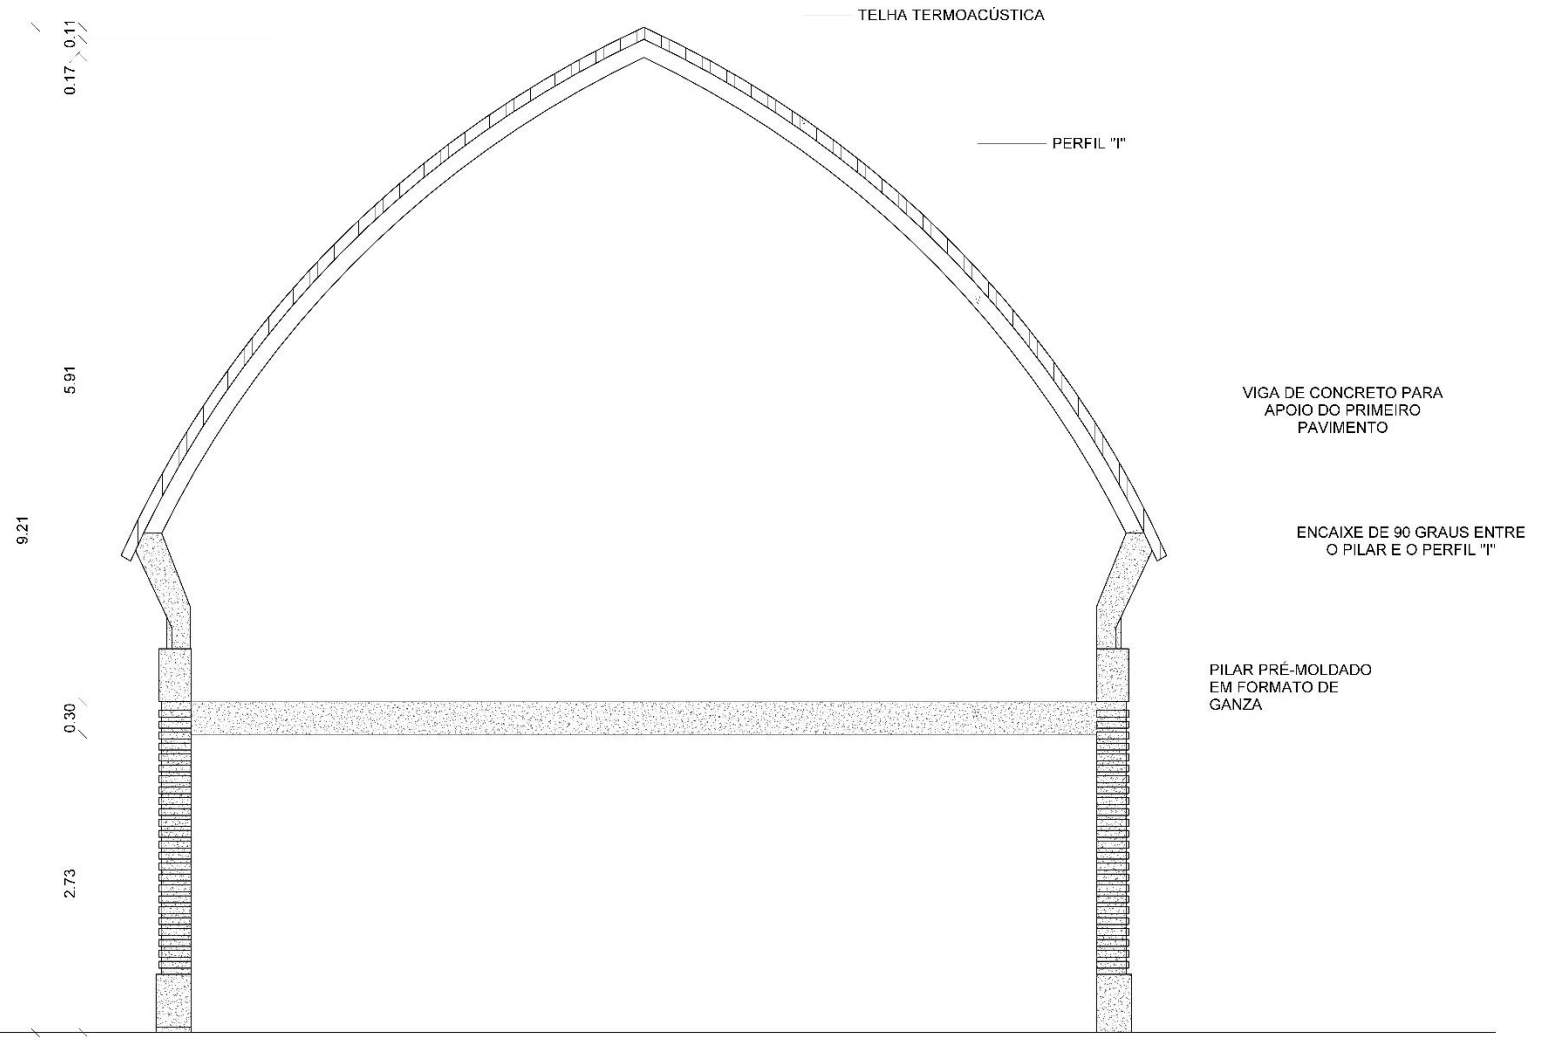 TELHA TERMOACÚSTICA
0.11
0.17
PERFIL "I"
5.91
VIGA DE CONCRETO PARA
APOIO DO PRIMEIRO
PAVIMENTO
9.21
ENCAIXE DE 90 GRAUS ENTRE
O PILAR E O PERFIL "I"
PILAR PRÉ-MOLDADO
EM FORMATO DE
GANZA
0.30
2.73